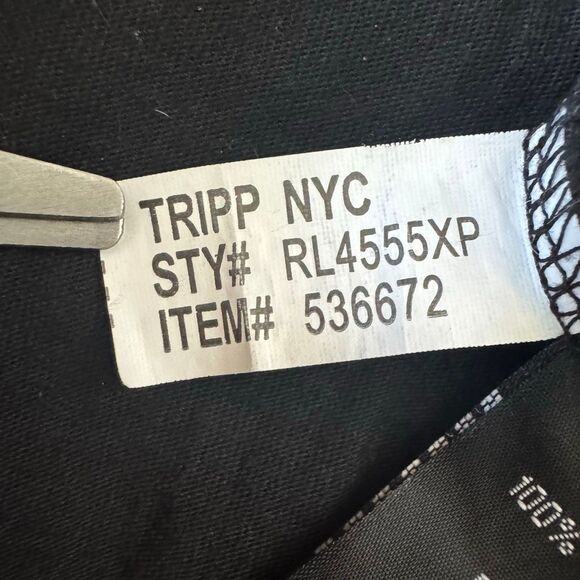 TRIPP NYC
STY# RL4555XP
ITEM# 536672
100%